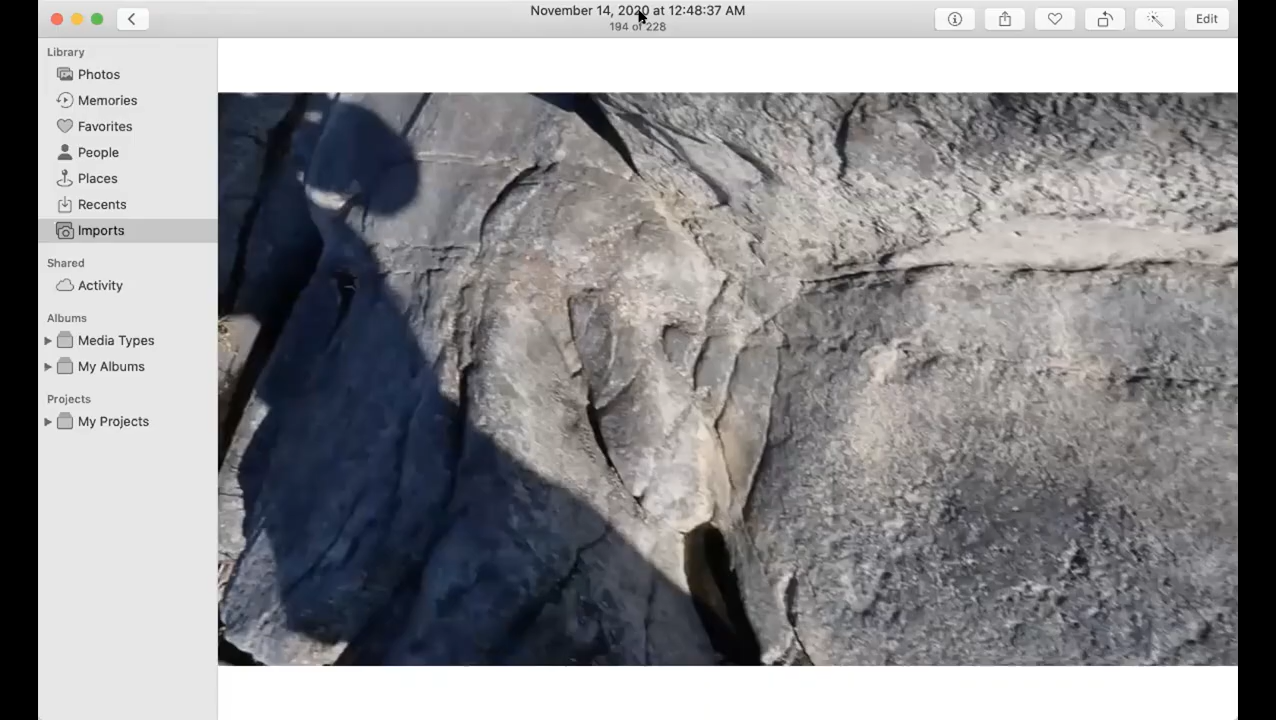 November 14, 2020 at 12:48:37 AM
194 of 228
Edit
Library
Photos
Memories
Favorites
People
Places
Recents
Imports
Shared
Activity
Albums
Media Types
My Albums
Projects
My Projects